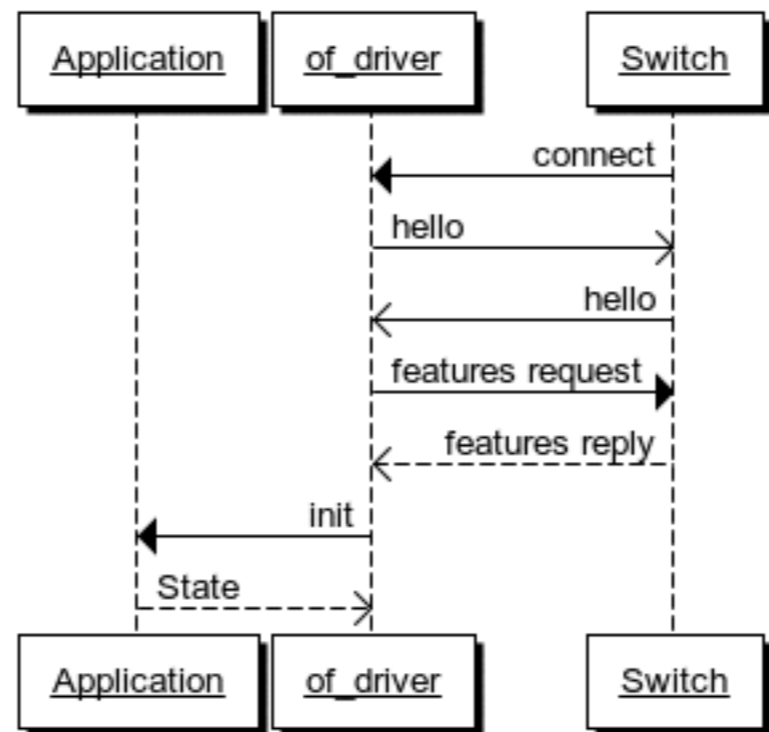 Application of_driver Switch
connect
hello
hello
features request
features reply
init
State
Application of_driver Switch